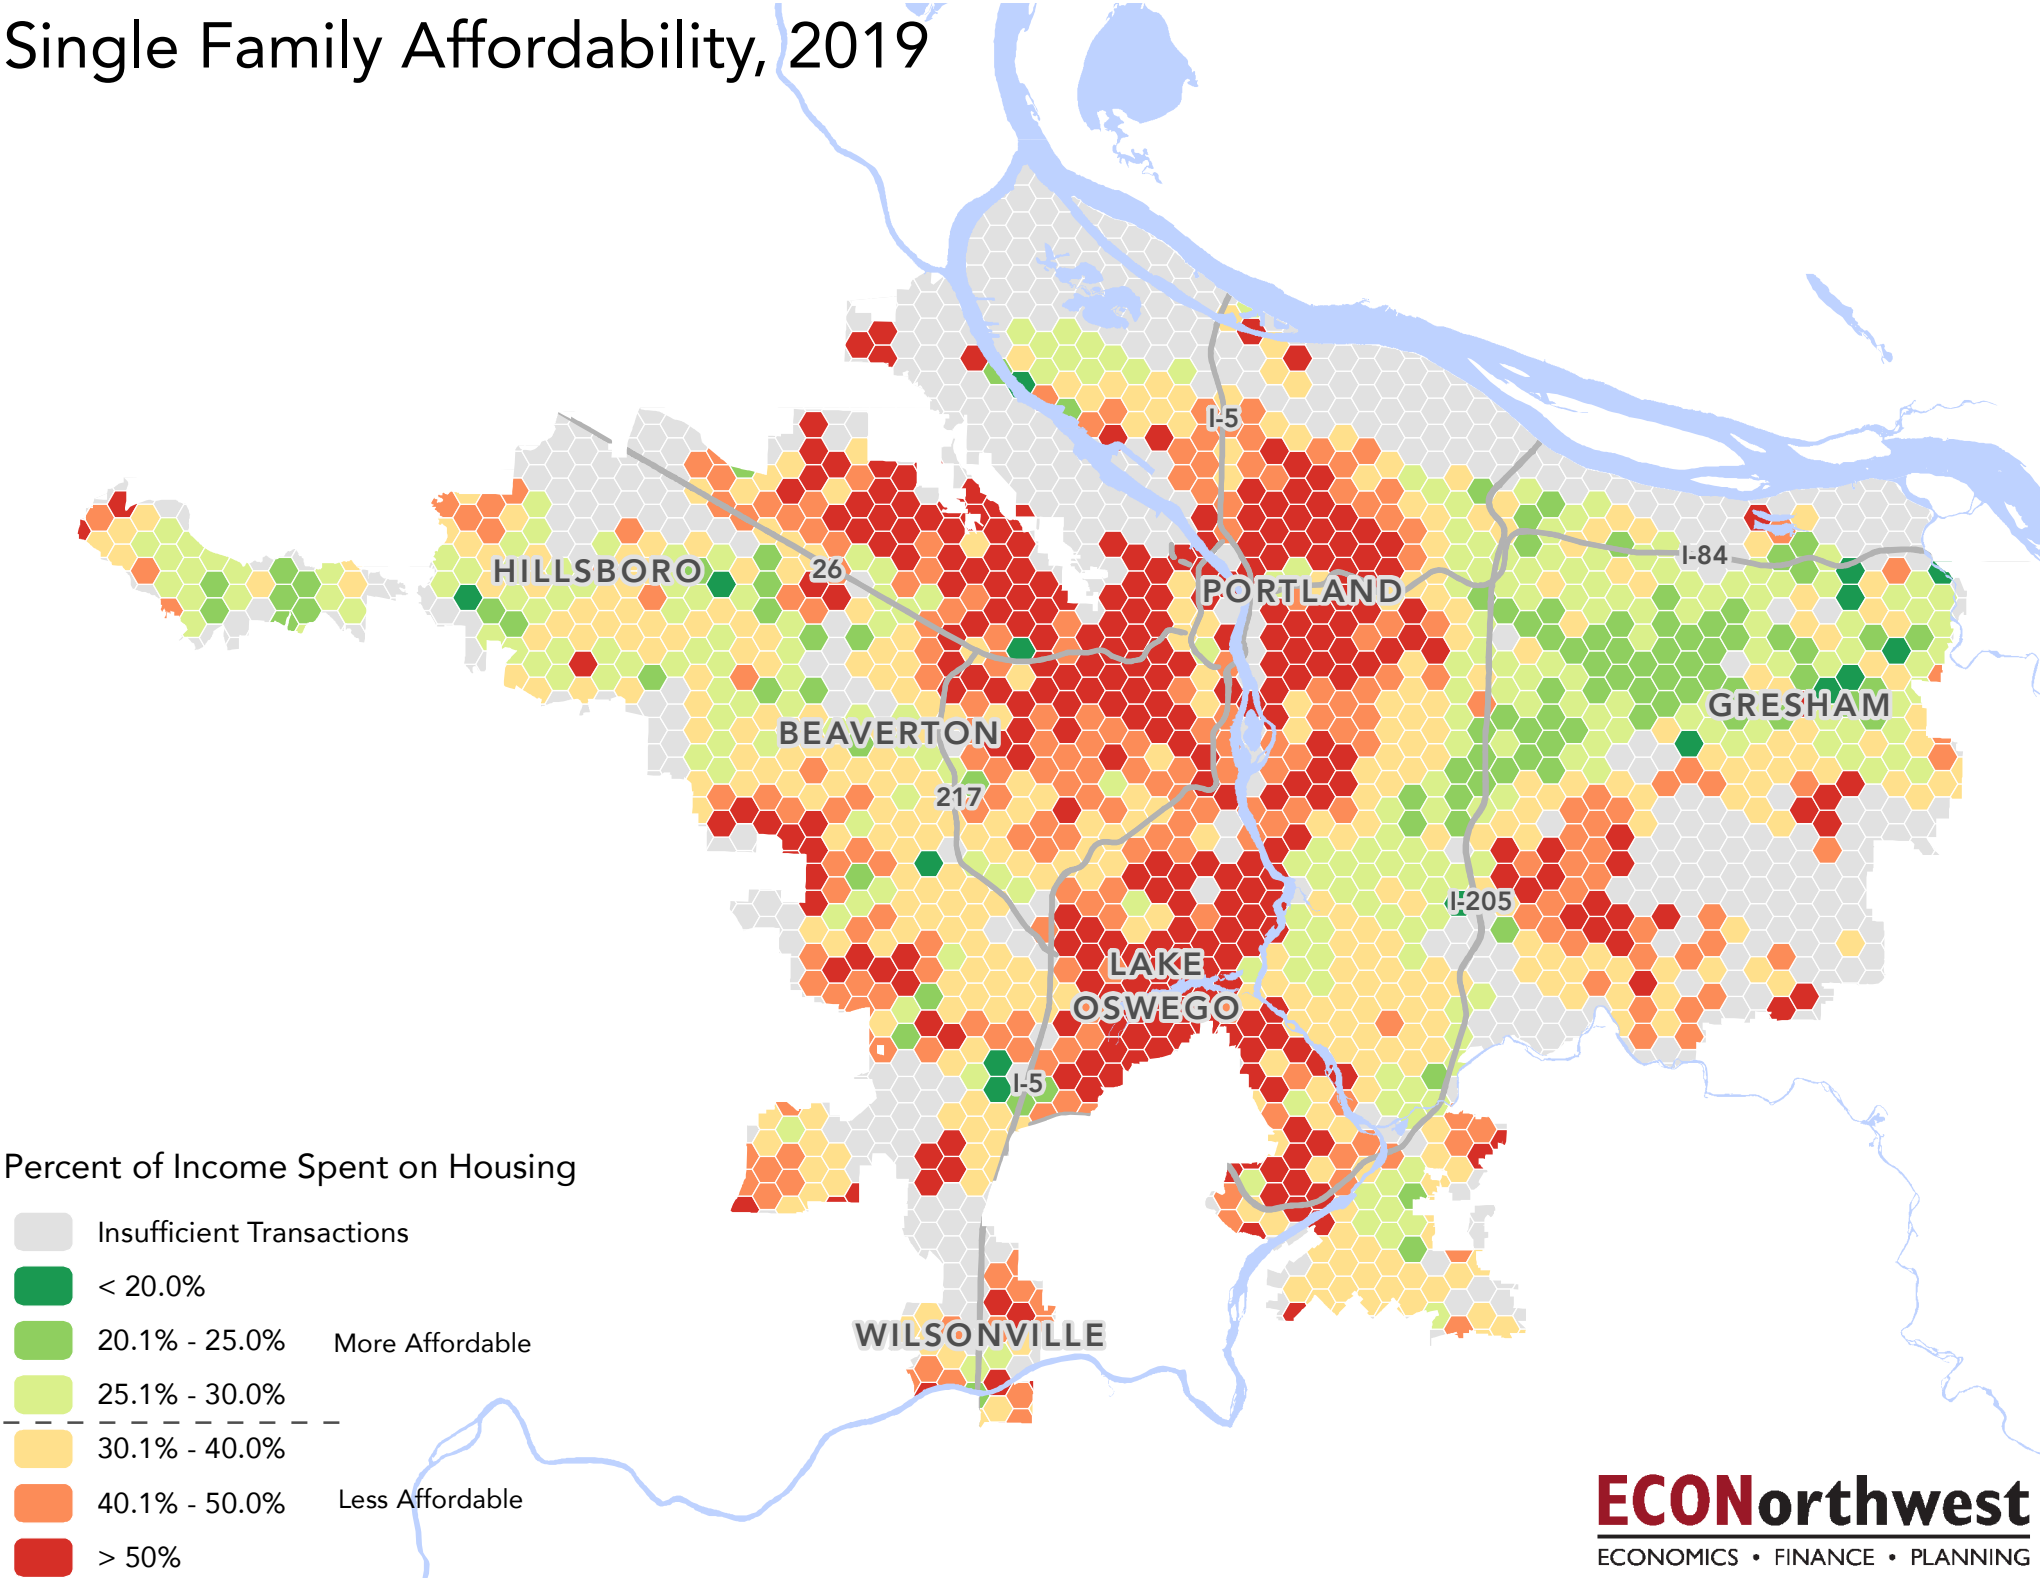 Single Family Affordability, 2019
I-5
HILLSBORO
26
PORTLAND
I-84
GRESHAM
BEAVERTON
217
I-205
LAKE
OSWEGO
I-5
WILSONVILLE
Percent of Income Spent on Housing
Insufficient Transactions
< 20.0%
20.1% - 25.0%
More Affordable
25.1% - 30.0%
30.1% - 40.0%
40.1% - 50.0%
Less Affordable
> 50%
ECONorthwest
ECONOMICS • FINANCE • PLANNING